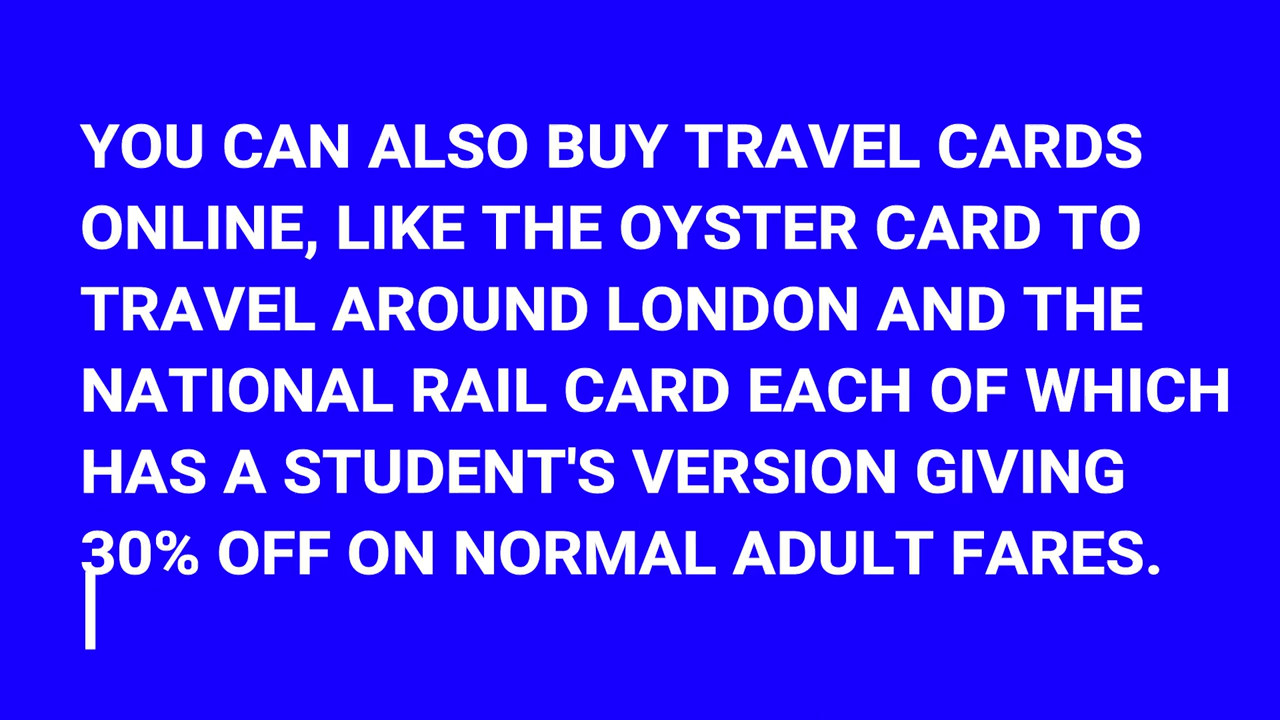 YOU CAN ALSO BUY TRAVEL CARDS
ONLINE, LIKE THE OYSTER CARD TO
TRAVEL AROUND LONDON AND THE
NATIONAL RAIL CARD EACH OF WHICH
HAS A STUDENT'S VERSION GIVING
30% OFF ON NORMAL ADULT FARES.